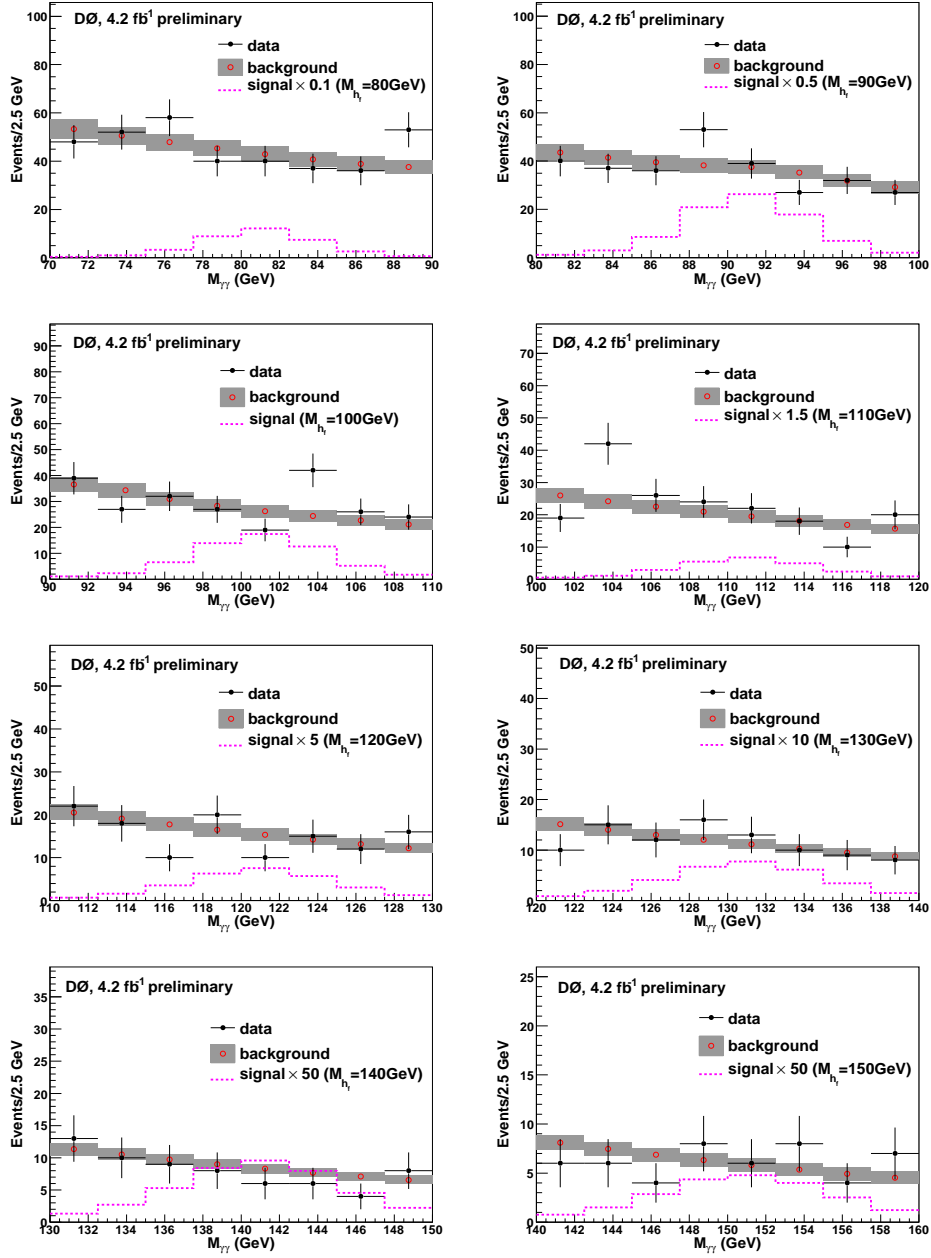 DØ, 4.2 fb⁻¹ preliminary
data
background
signal × 0.1 (M_hf=80GeV)
Events/2.5 GeV
100
80
60
40
20
0
70 72 74 76 78 80 82 84 86 88 90
Mγγ (GeV)
DØ, 4.2 fb⁻¹ preliminary
data
background
signal × 0.5 (M_hf=90GeV)
Events/2.5 GeV
100
80
60
40
20
0
80 82 84 86 88 90 92 94 96 98 100
Mγγ (GeV)
DØ, 4.2 fb⁻¹ preliminary
data
background
signal (M_hf=100GeV)
Events/2.5 GeV
90
80
70
60
50
40
30
20
10
0
90 92 94 96 98 100 102 104 106 108 110
Mγγ (GeV)
DØ, 4.2 fb⁻¹ preliminary
data
background
signal × 1.5 (M_hf=110GeV)
Events/2.5 GeV
70
60
50
40
30
20
10
0
100 102 104 106 108 110 112 114 116 118 120
Mγγ (GeV)
DØ, 4.2 fb⁻¹ preliminary
data
background
signal × 5 (M_hf=120GeV)
Events/2.5 GeV
50
40
30
20
10
0
110 112 114 116 118 120 122 124 126 128 130
Mγγ (GeV)
DØ, 4.2 fb⁻¹ preliminary
data
background
signal × 10 (M_hf=130GeV)
Events/2.5 GeV
50
40
30
20
10
0
120 122 124 126 128 130 132 134 136 138 140
Mγγ (GeV)
DØ, 4.2 fb⁻¹ preliminary
data
background
signal × 50 (M_hf=140GeV)
Events/2.5 GeV
35
30
25
20
15
10
5
0
130 132 134 136 138 140 142 144 146 148 150
Mγγ (GeV)
DØ, 4.2 fb⁻¹ preliminary
data
background
signal × 50 (M_hf=150GeV)
Events/2.5 GeV
25
20
15
10
5
0
140 142 144 146 148 150 152 154 156 158 160
Mγγ (GeV)